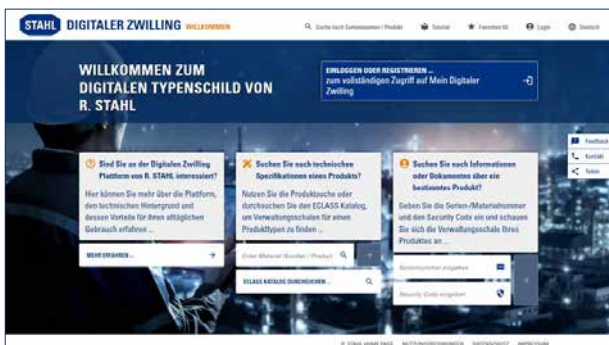 STAHL DIGITALER ZWILLING WILLKOMMEN
Suche nach Seriennummer / Produkt Tutorial Favoriten (0) Login Deutsch
WILLKOMMEN ZUM
DIGITALEN TYPENSCHILD VON
R. STAHL
EINLOGGEN ODER REGISTRIEREN ...
zum vollständigen Zugriff auf Mein Digitaler
Zwilling
Feedback
Kontakt
Teilen
Sind Sie an der Digitalen Zwilling
Plattform von R. STAHL interessiert?
Hier können Sie mehr über die Plattform,
den technischen Hintergrund und
dessen Vorteile für Ihren alltäglichen
Gebrauch erfahren ...
MEHR ERFAHREN ...
Suchen Sie nach technischen
Spezifikationen eines Produkts?
Nutzen Sie die Produktsuche oder
durchsuchen Sie den ECLASS Katalog,
um Verwaltungsschalen für einen
Produkttypen zu finden ...
Enter Material Number / Product
ECLASS KATALOG DURCHSUCHEN ...
Suchen Sie nach Informationen
oder Dokumenten über ein
bestimmtes Produkt?
Geben Sie die Serien-/Materialnummer
und den Security Code ein und schauen
Sie sich die Verwaltungsschale Ihres
Produktes an ...
Seriennummer eingeben
Security Code eingeben
R. STAHL HOME PAGE NUTZUNGSBEDINGUNGEN DATENSCHUTZ IMPRESSUM